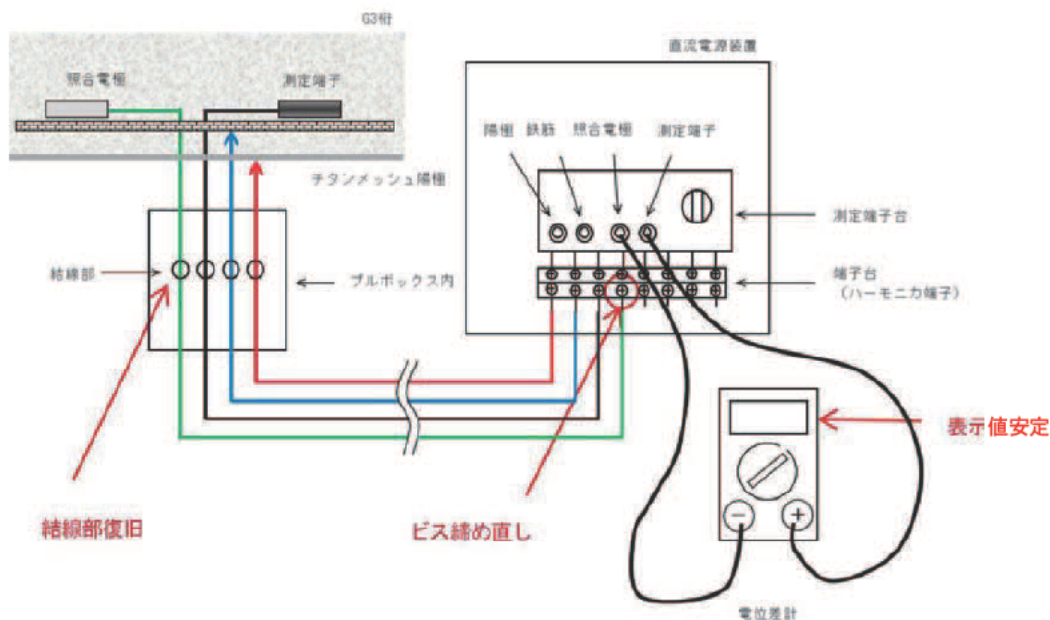 G3桁
直流電源装置
照合電極
測定端子
陽極 鉄筋 照合電極 測定端子
チタンメッシュ陽極
測定端子台
結線部
プルボックス内
端子台
（ハーモニカ端子）
表示値安定
結線部復旧
ビス締め直し
− +
電位差計